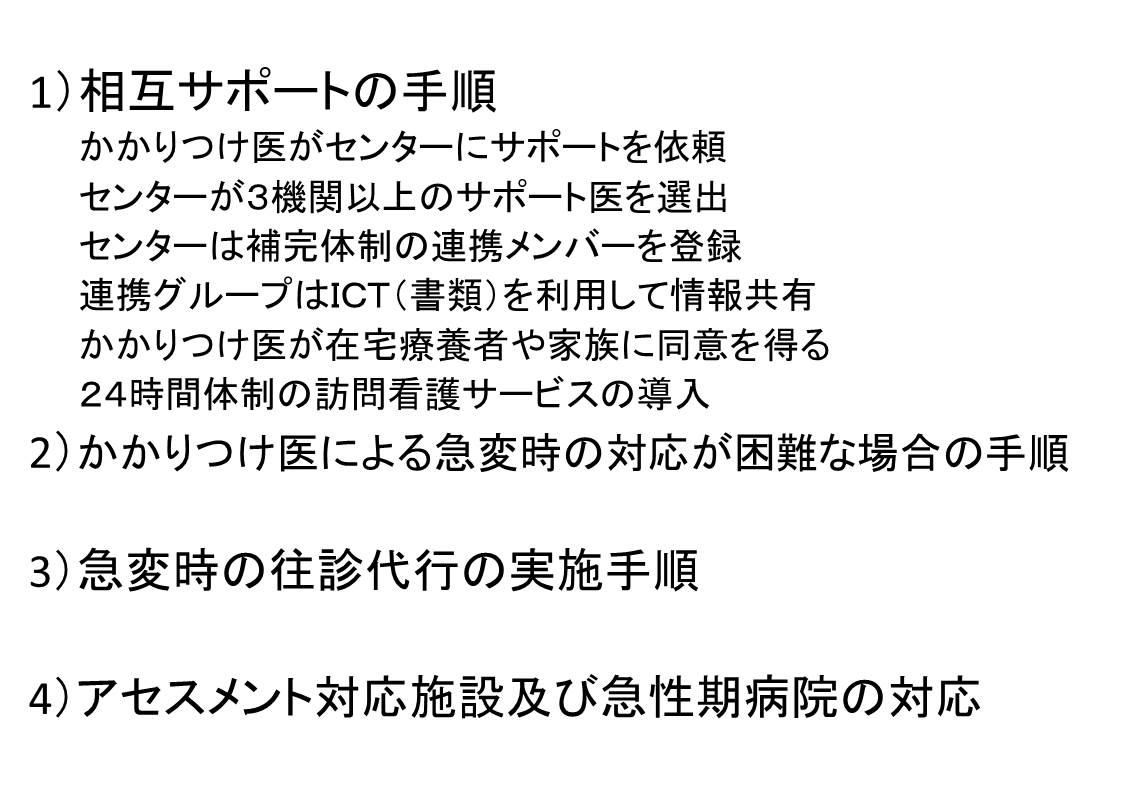 1）相互サポートの手順
かかりつけ医がセンターにサポートを依頼
センターが３機関以上のサポート医を選出
センターは補完体制の連携メンバーを登録
連携グループはICT（書類）を利用して情報共有
かかりつけ医が在宅療養者や家族に同意を得る
２４時間体制の訪問看護サービスの導入
2）かかりつけ医による急変時の対応が困難な場合の手順
3）急変時の往診代行の実施手順
4）アセスメント対応施設及び急性期病院の対応